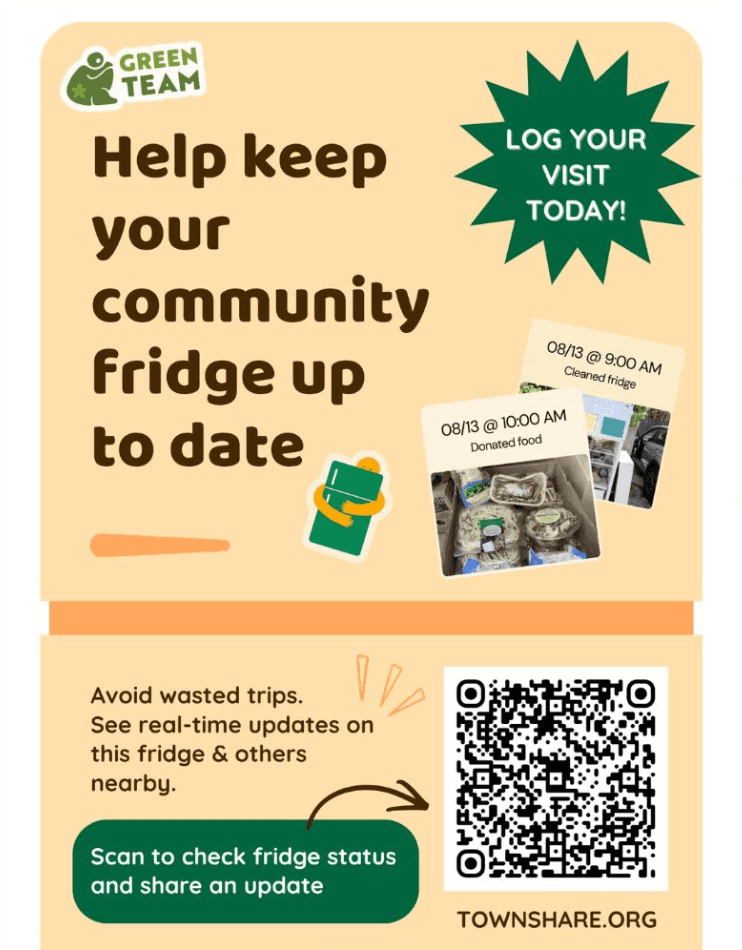 GREEN
TEAM
Help keep
your
community
fridge up
to date
LOG YOUR
VISIT
TODAY!
08/13 @ 9:00 AM
Cleaned fridge
08/13 @ 10:00 AM
Donated food
Avoid wasted trips.
See real-time updates on
this fridge & others
nearby.
Scan to check fridge status
and share an update
TOWNSHARE.ORG